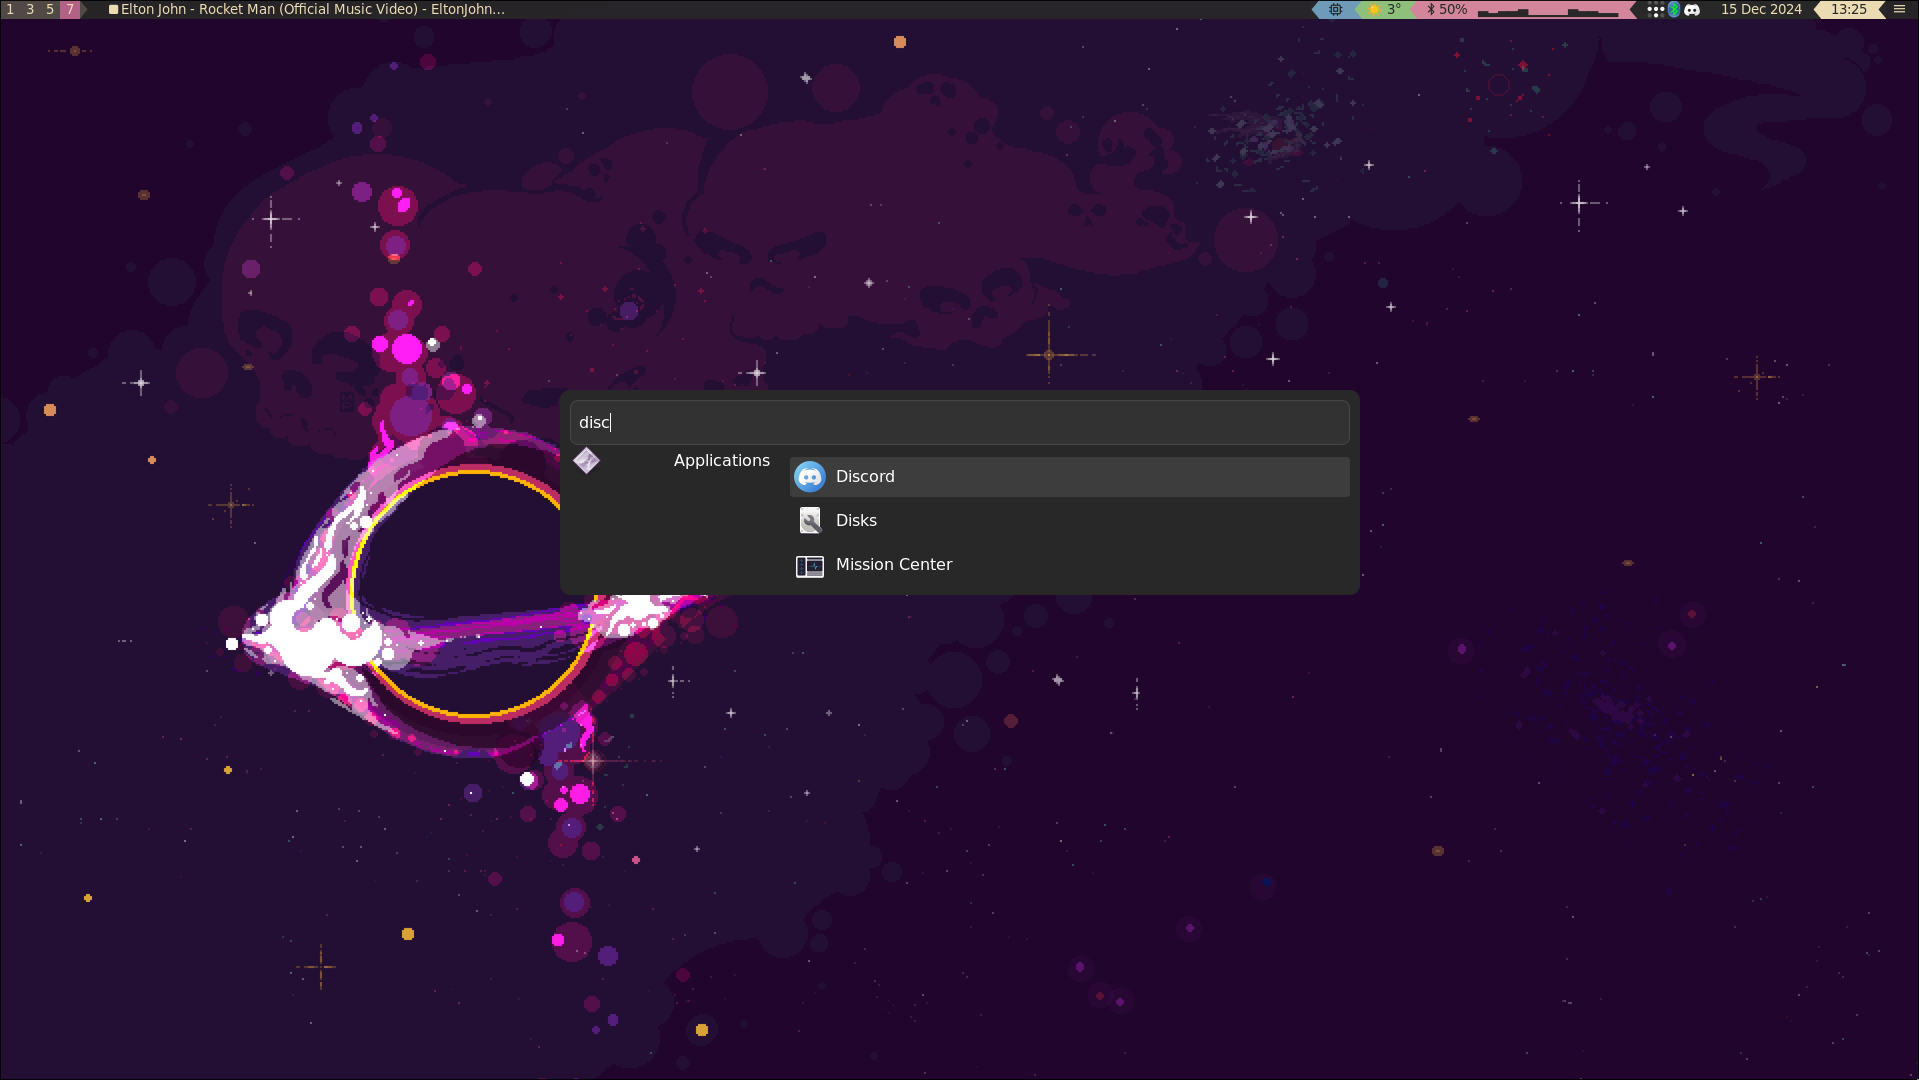 1 3 5 7 Elton John - Rocket Man (Official Music Video) - EltonJohn... 3° 50% 15 Dec 2024 13:25
disc
Applications
Discord
Disks
Mission Center